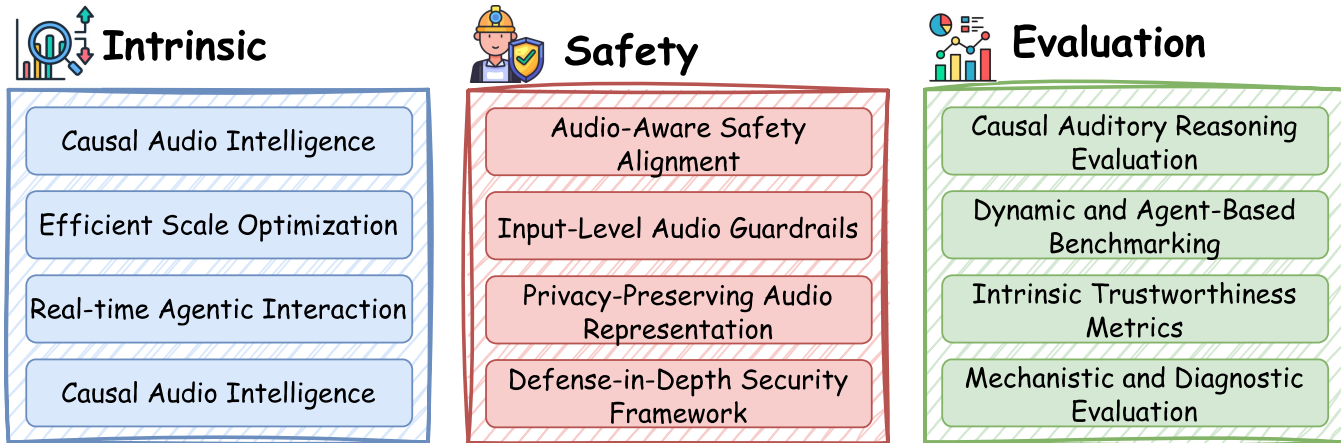 Intrinsic
Causal Audio Intelligence
Efficient Scale Optimization
Real-time Agentic Interaction
Causal Audio Intelligence
Safety
Audio-Aware Safety
Alignment
Input-Level Audio Guardrails
Privacy-Preserving Audio
Representation
Defense-in-Depth Security
Framework
Evaluation
Causal Auditory Reasoning
Evaluation
Dynamic and Agent-Based
Benchmarking
Intrinsic Trustworthiness
Metrics
Mechanistic and Diagnostic
Evaluation